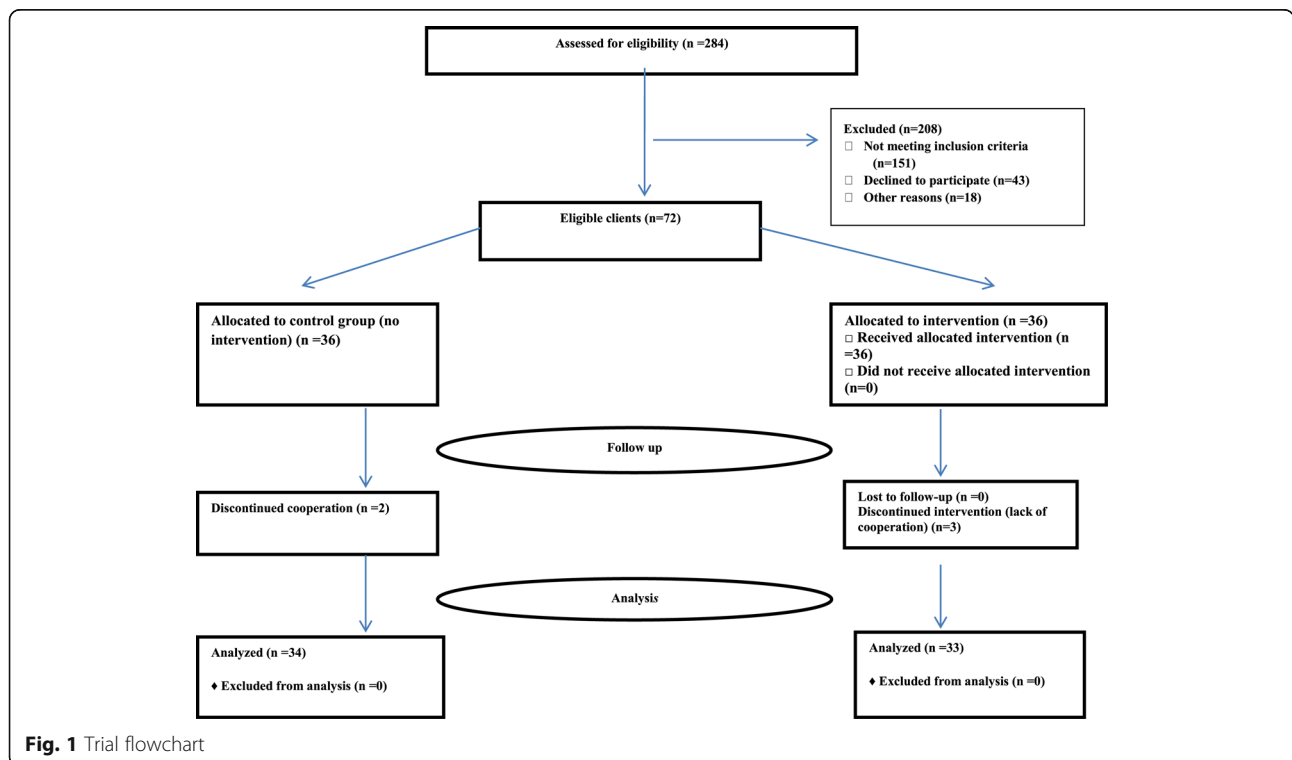 Assessed for eligibility (n =284)
Excluded (n=208)
□ Not meeting inclusion criteria
(n=151)
□ Declined to participate (n=43)
□ Other reasons (n=18)
Eligible clients (n=72)
Allocated to control group (no
intervention) (n =36)
Allocated to intervention (n =36)
□ Received allocated intervention (n
=36)
□ Did not receive allocated intervention
(n=0)
Follow up
Discontinued cooperation (n =2)
Lost to follow-up (n =0)
Discontinued intervention (lack of
cooperation) (n=3)
Analysis
Analyzed (n =34)
♦ Excluded from analysis (n =0)
Analyzed (n =33)
♦ Excluded from analysis (n =0)
Fig. 1 Trial flowchart